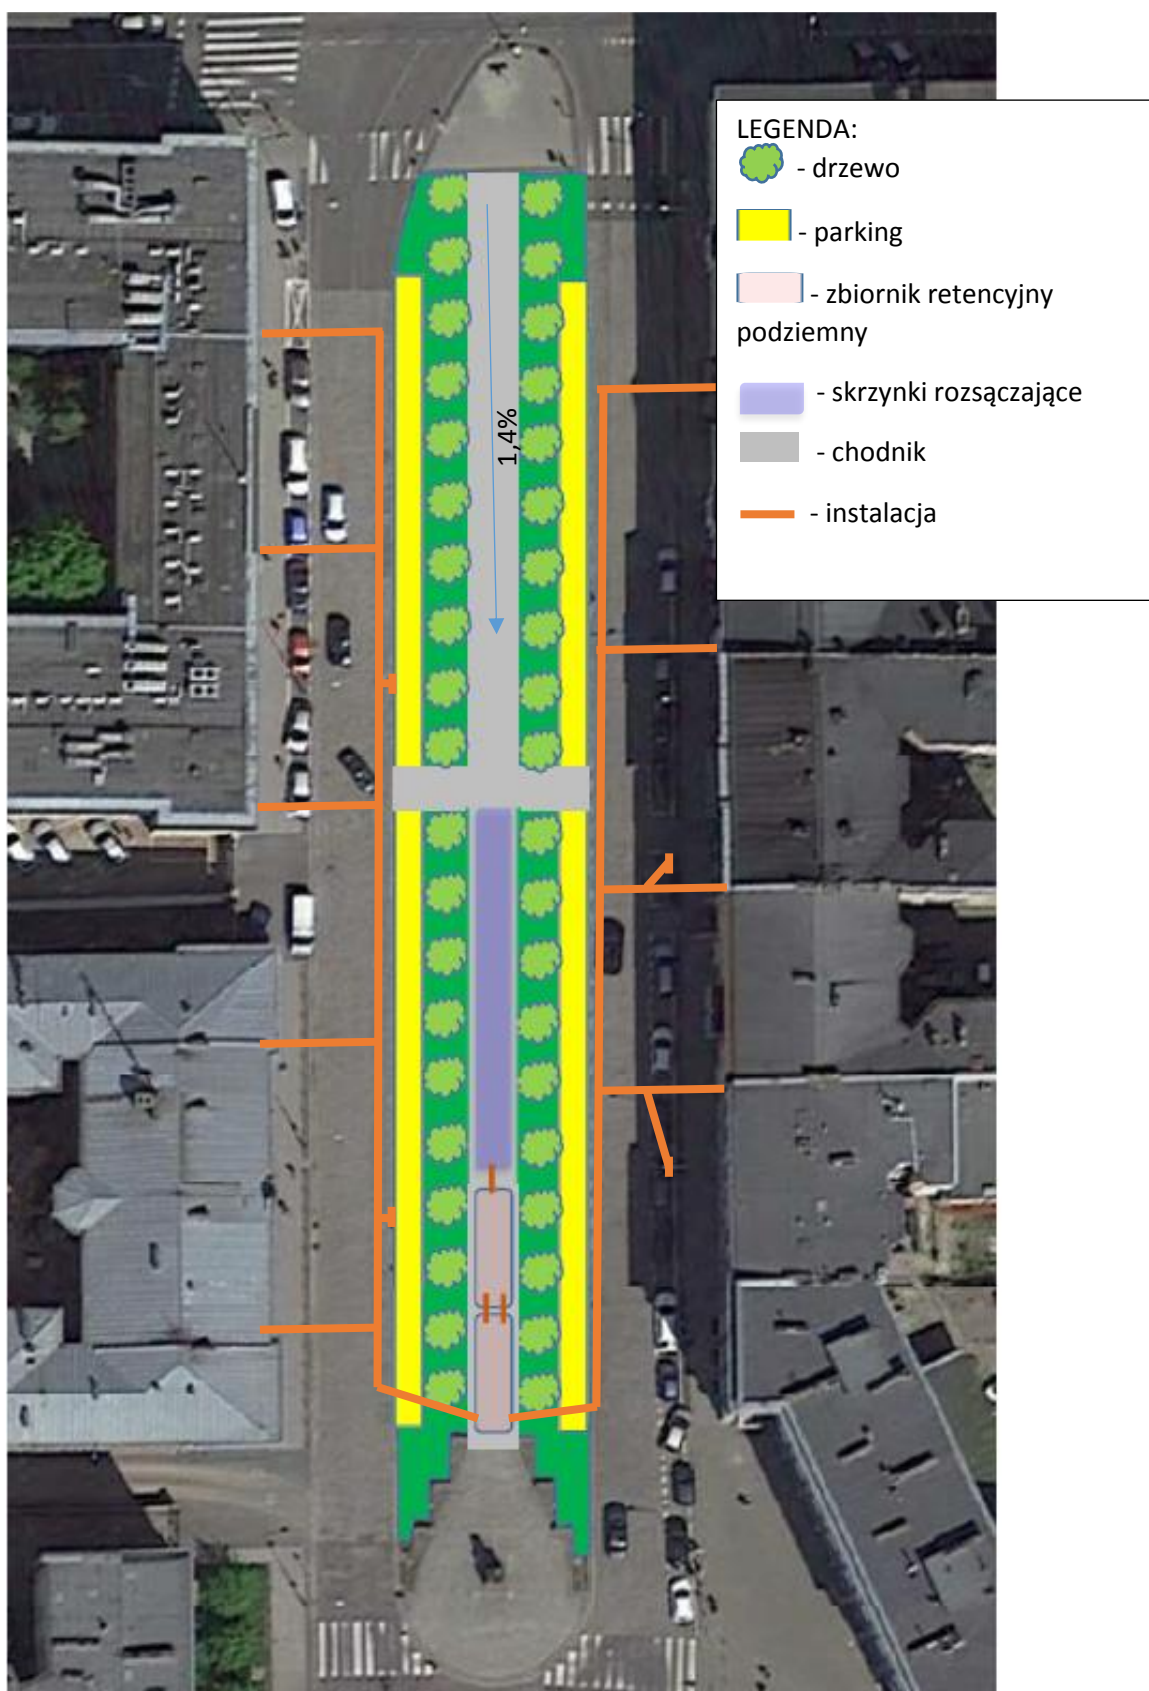 LEGENDA:
- drzewo
- parking
- zbiornik retencyjny
podziemny
- skrzynki rozsączające
- chodnik
- instalacja
1,4%